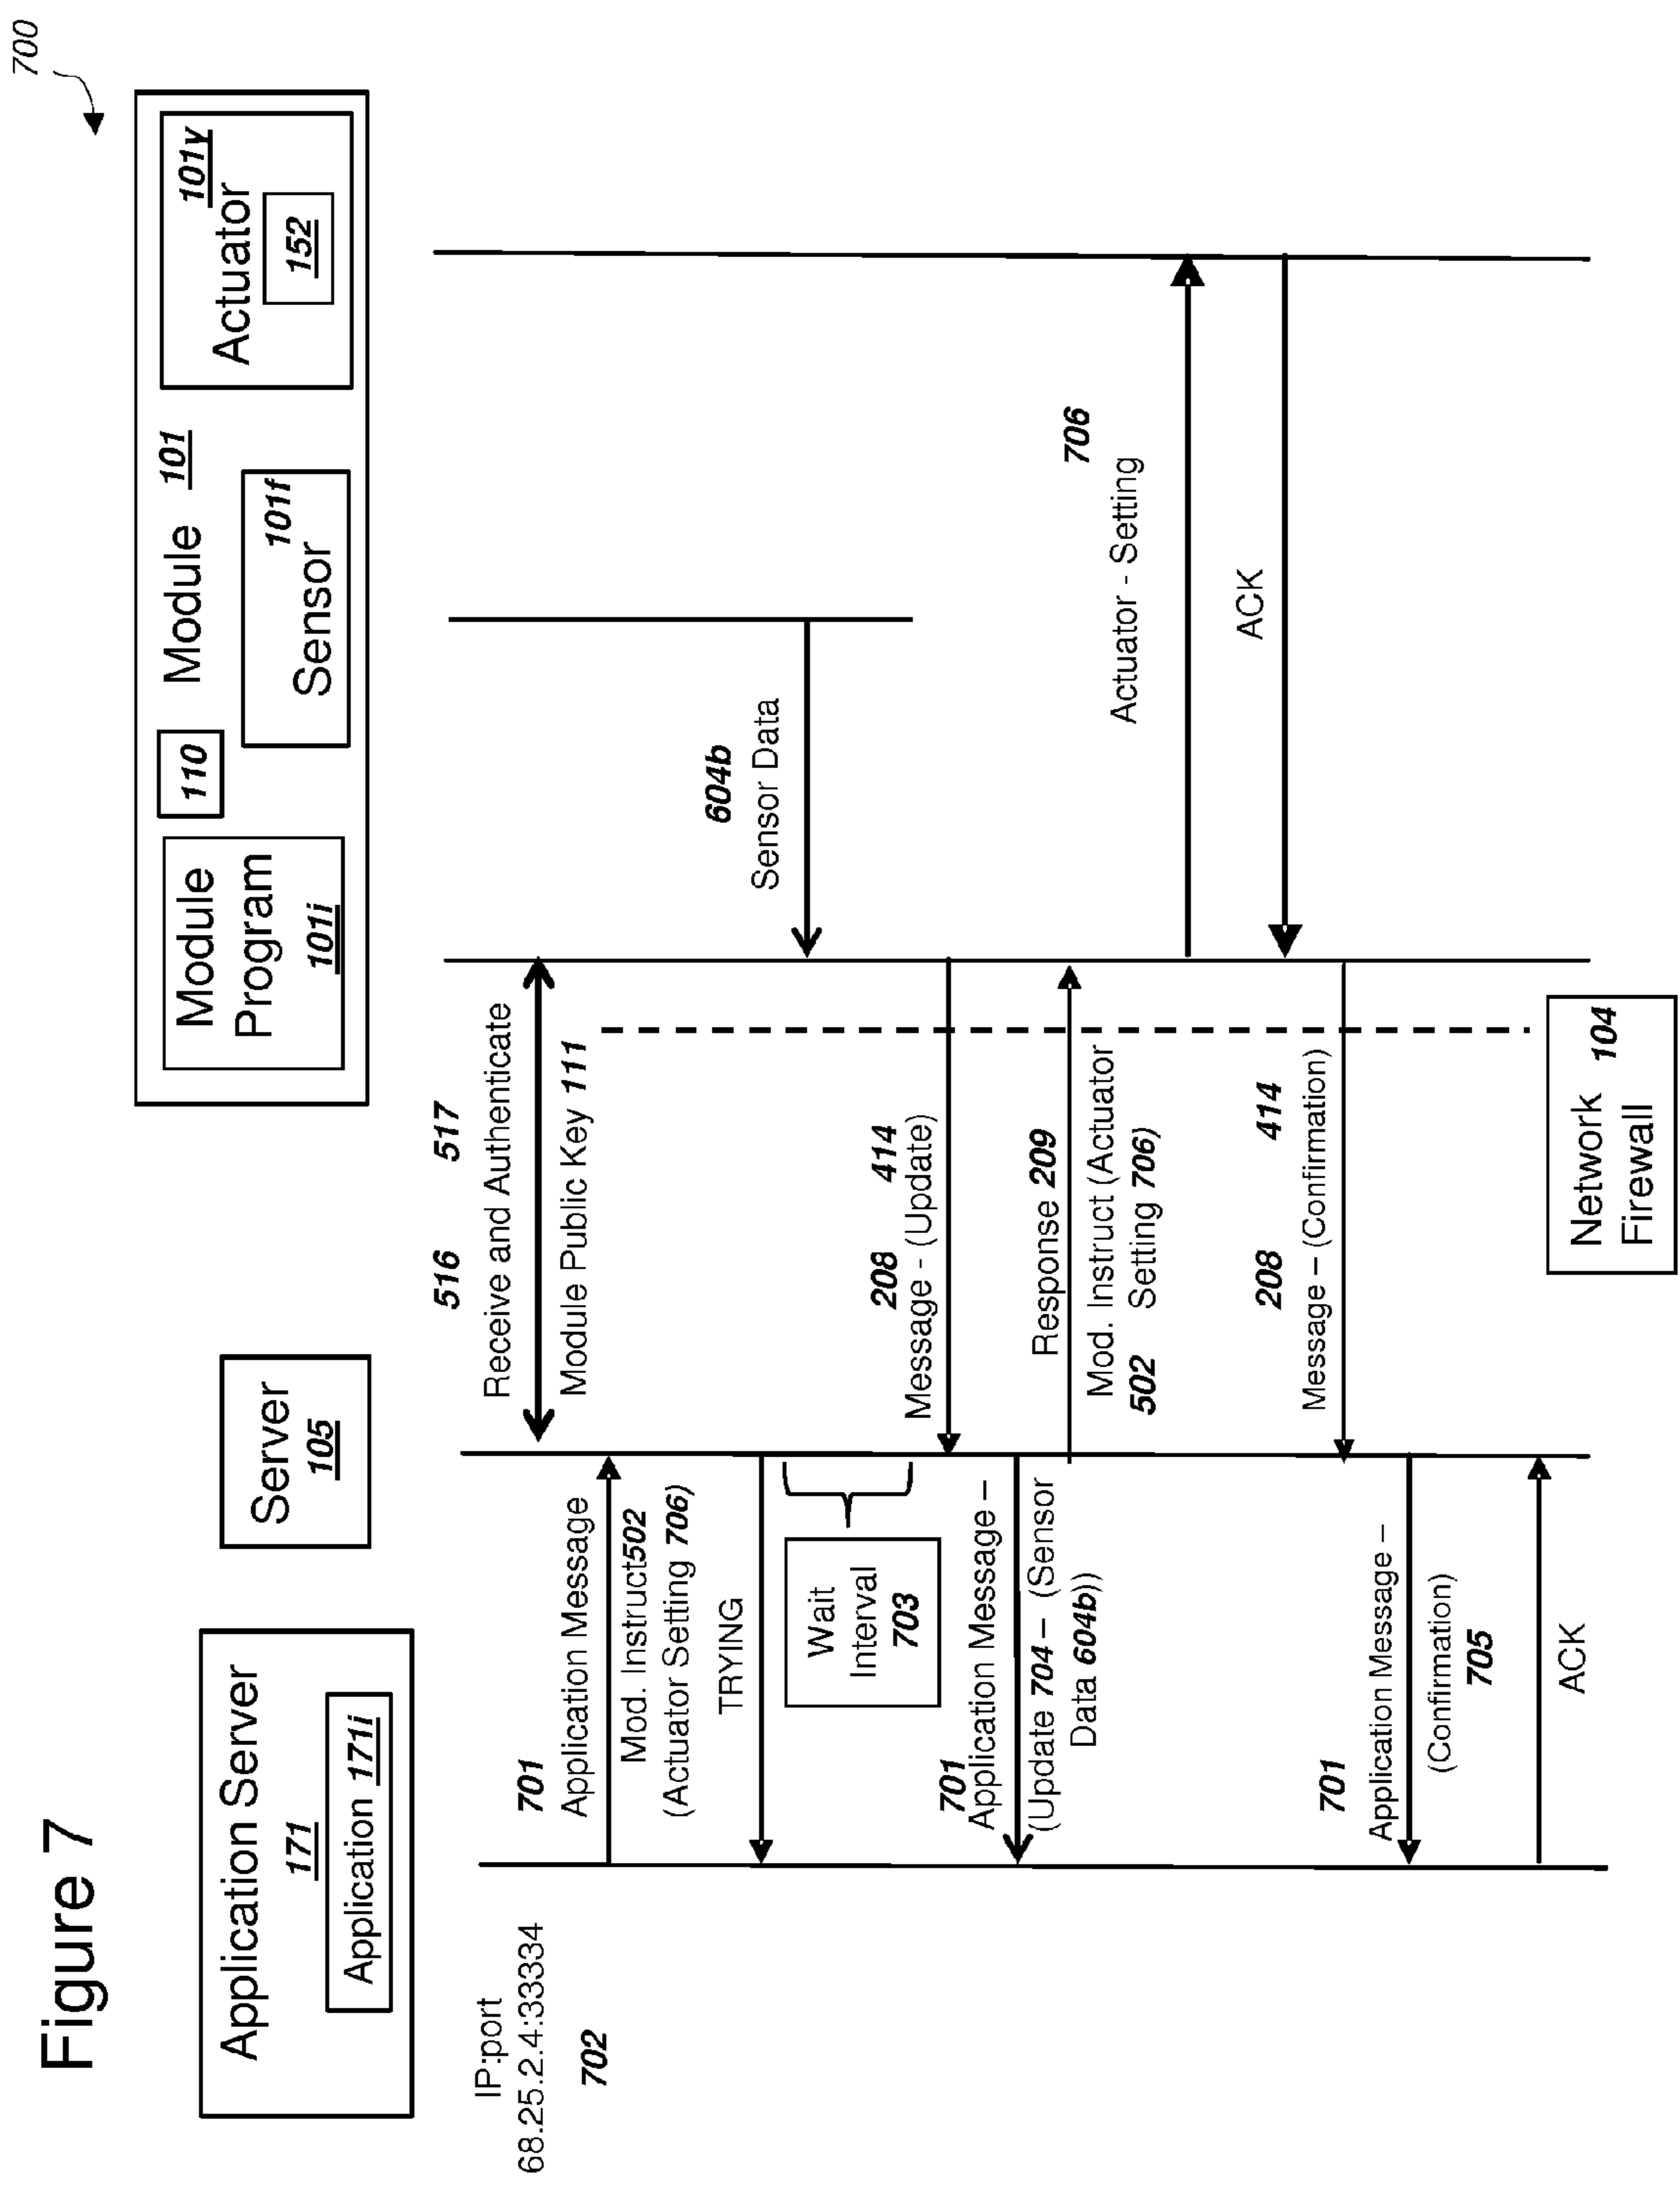 Figure 7
700
Application Server
171
Application 171i
Server
105
Module
Program
101i
110
Module 101
101f
Sensor
101y
Actuator
152
IP:port
68.25.2.4:33334
702
516 517
Receive and Authenticate
Module Public Key 111
701
Application Message
Mod. Instruct502
(Actuator Setting 706)
TRYING
604b
Sensor Data
Wait
Interval
703
208 414
Message - (Update)
701
Application Message –
(Update 704 – (Sensor
Data 604b))
Response 209
Mod. Instruct (Actuator
502 Setting 706)
706
Actuator - Setting
ACK
208 414
Message – (Confirmation)
701
Application Message –
(Confirmation)
705
ACK
Network 104
Firewall